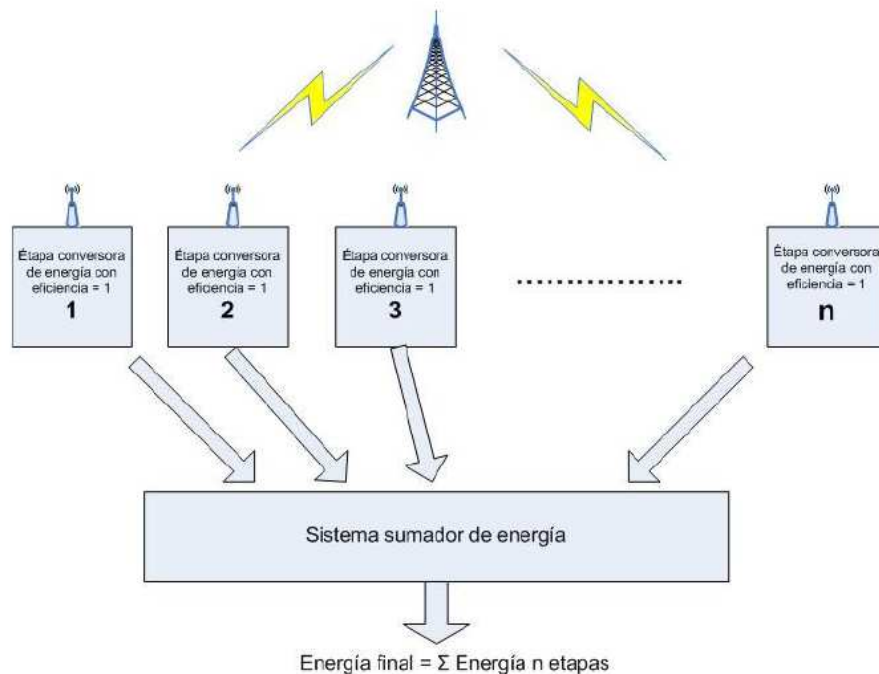 Étapa conversora
de energía con
eficiencia = 1
1
Étapa conversora
de energía con
eficiencia = 1
2
Étapa conversora
de energía con
eficiencia = 1
3
Étapa conversora
de energía con
eficiencia = 1
n
Sistema sumador de energía
Energía final = Σ Energía n etapas